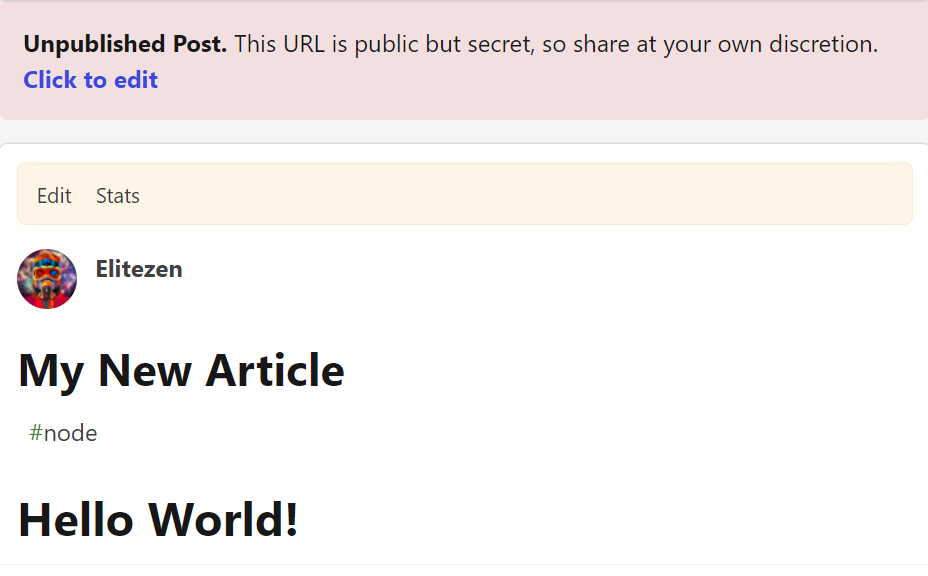 Unpublished Post. This URL is public but secret, so share at your own discretion.
Click to edit
Edit Stats
Elitezen
My New Article
#node
Hello World!